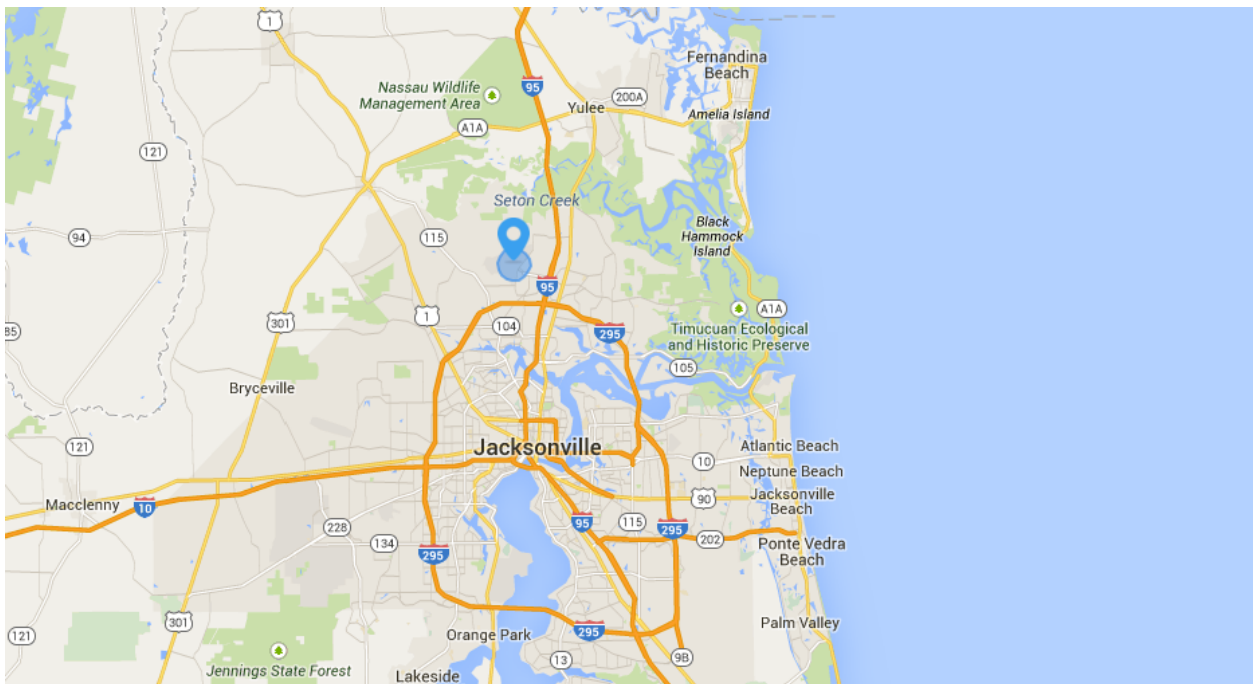 1
Nassau Wildlife
Management Area
95
Fernandina
Beach
Yulee
200A
Amelia Island
A1A
121
Seton Creek
94
115
Black
Hammock
Island
95
301
1
104
295
A1A
Timucuan Ecological
and Historic Preserve
105
Bryceville
121
Jacksonville
10
Atlantic Beach
Neptune Beach
Macclenny
10
90
Jacksonville
Beach
228
95
115
295
202
134
295
Ponte Vedra
Beach
301
121
Orange Park
295
Palm Valley
Jennings State Forest
13
9B
Lakeside